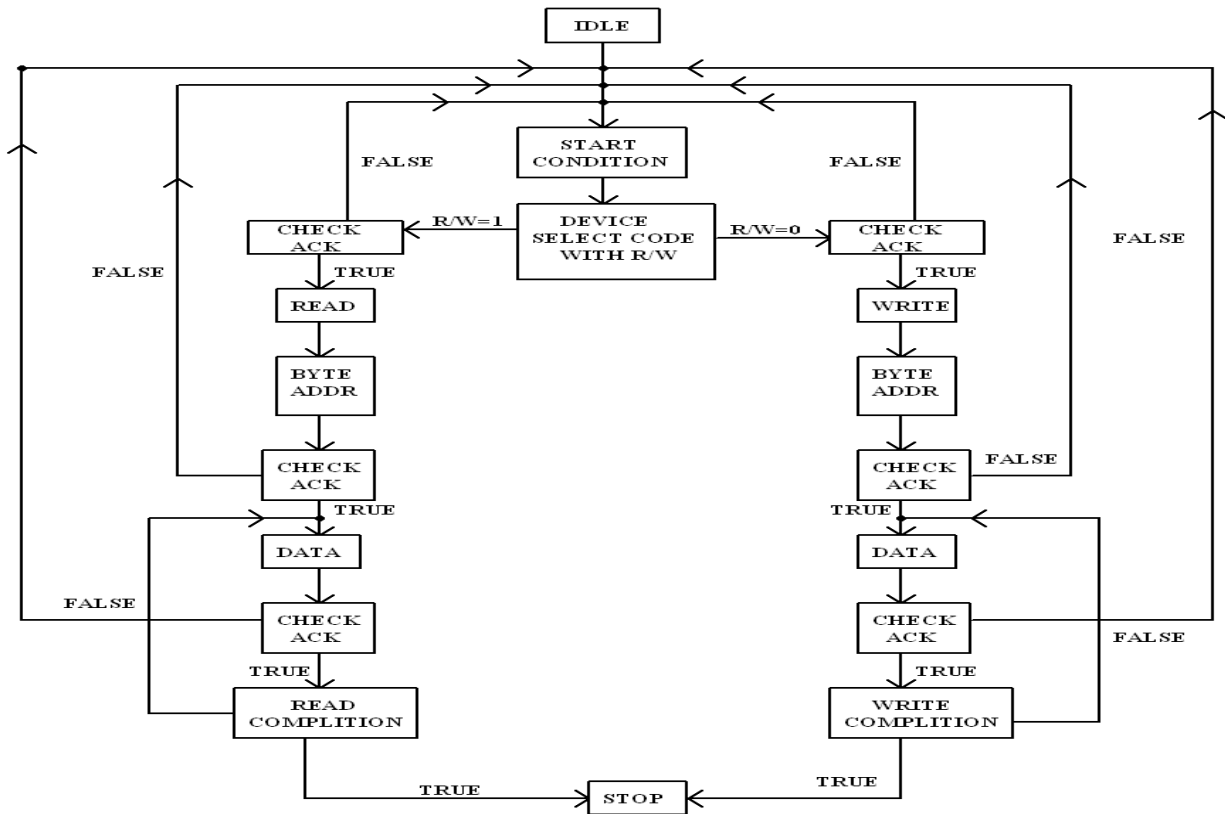 IDLE
START
CONDITION
FALSE
FALSE
R/W=1
DEVICE
SELECT CODE
WITH R/W
R/W=0
CHECK
ACK
CHECK
ACK
FALSE
FALSE
TRUE
TRUE
READ
WRITE
BYTE
ADDR
BYTE
ADDR
CHECK
ACK
CHECK
ACK
FALSE
TRUE
TRUE
DATA
DATA
FALSE
CHECK
ACK
CHECK
ACK
FALSE
TRUE
TRUE
READ
COMPLITION
WRITE
COMPLITION
TRUE
TRUE
STOP